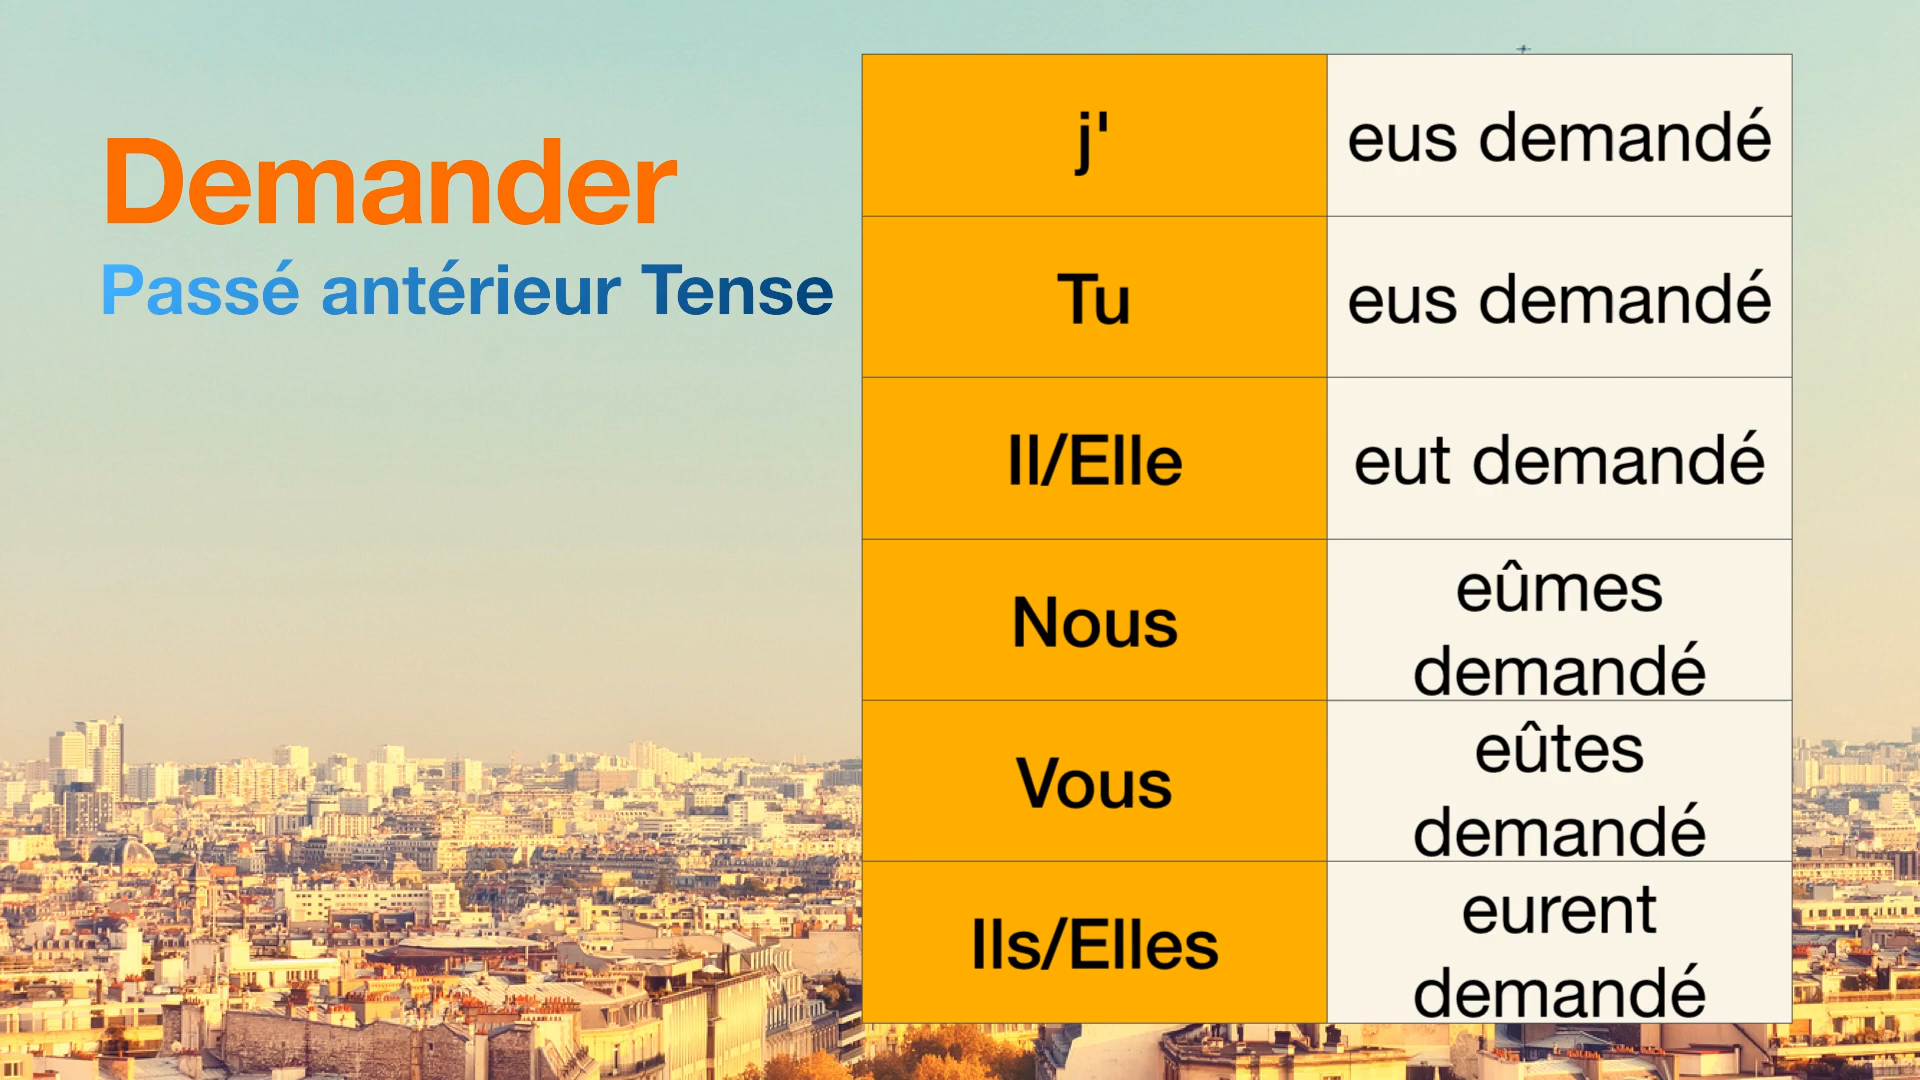 Demander
Passé antérieur Tense
j' eus demandé
Tu eus demandé
Il/Elle eut demandé
Nous eûmes
demandé
Vous eûtes
demandé
Ils/Elles eurent
demandé